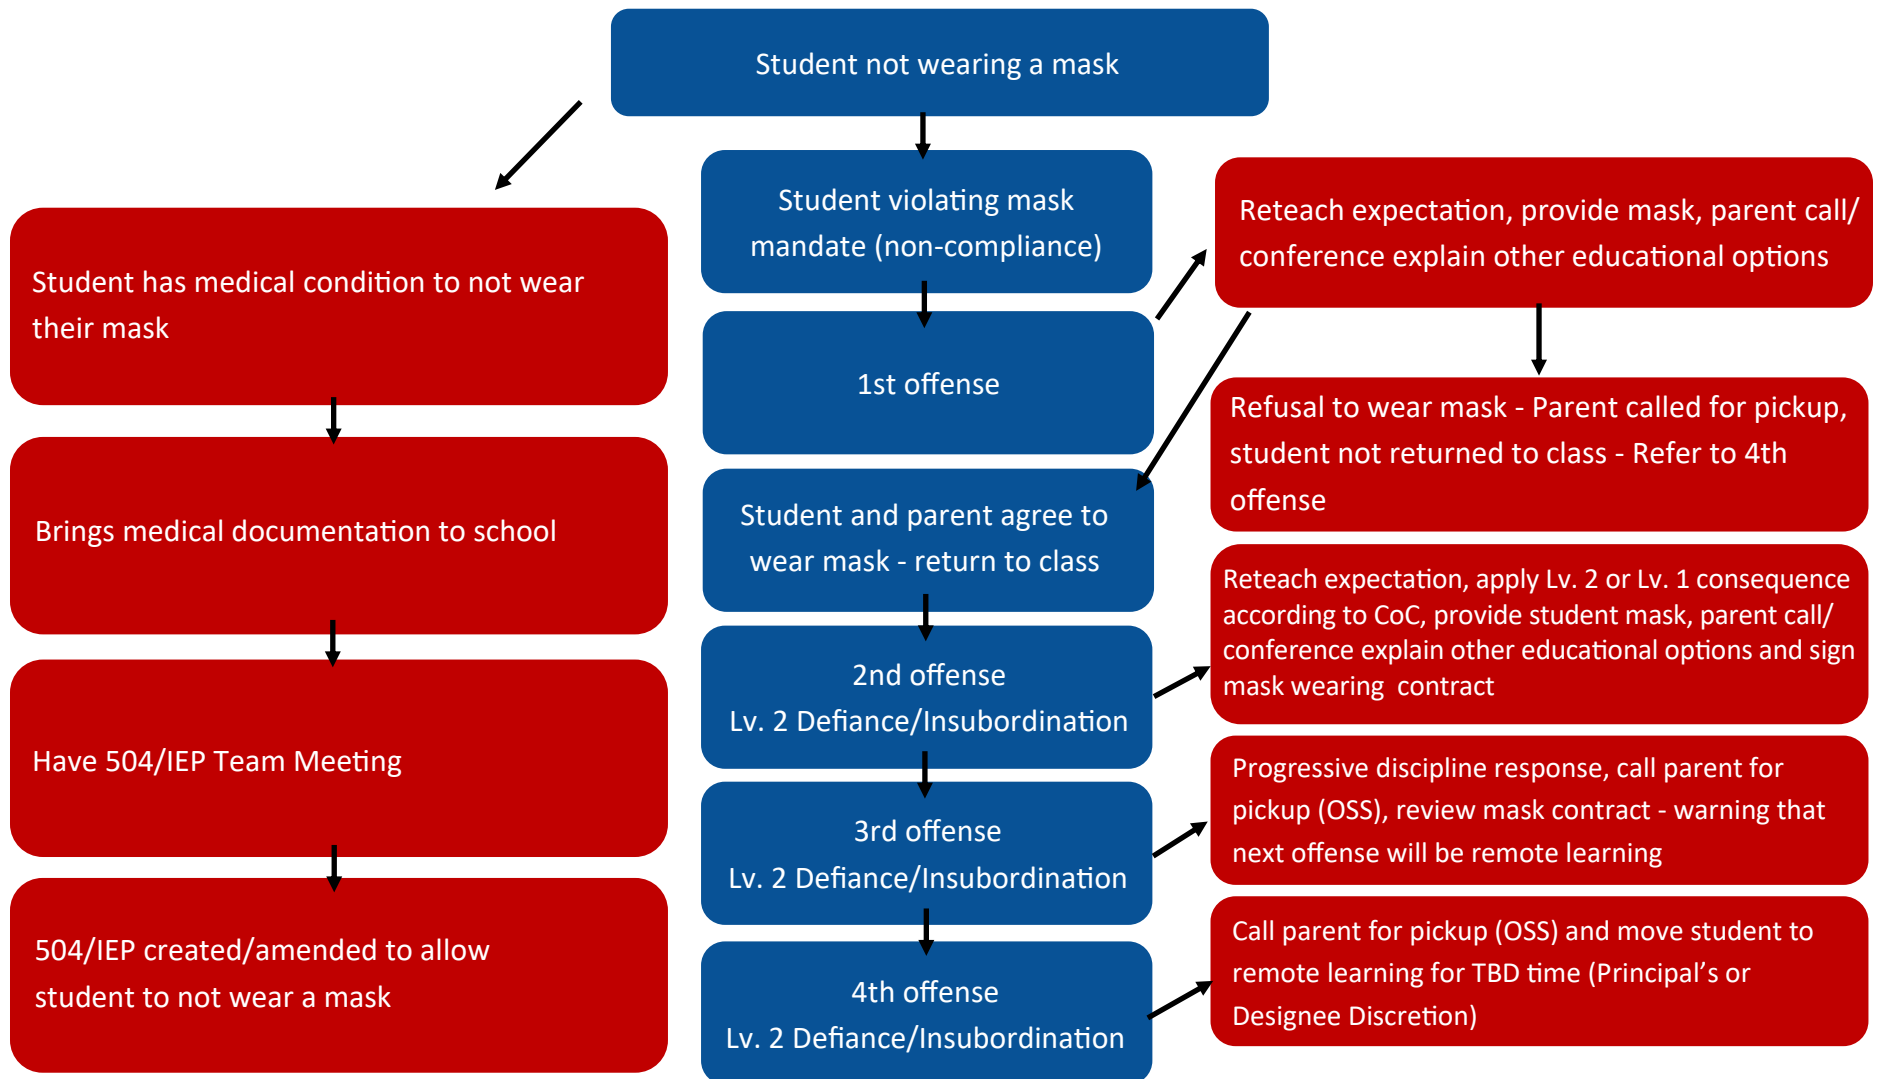 Student not wearing a mask
Student has medical condition to not wear
their mask
Brings medical documentation to school
Have 504/IEP Team Meeting
504/IEP created/amended to allow
student to not wear a mask
Student violating mask
mandate (non-compliance)
1st offense
Student and parent agree to
wear mask - return to class
2nd offense
Lv. 2 Defiance/Insubordination
3rd offense
Lv. 2 Defiance/Insubordination
4th offense
Lv. 2 Defiance/Insubordination
Reteach expectation, provide mask, parent call/
conference explain other educational options
Refusal to wear mask - Parent called for pickup,
student not returned to class - Refer to 4th
offense
Reteach expectation, apply Lv. 2 or Lv. 1 consequence
according to CoC, provide student mask, parent call/
conference explain other educational options and sign
mask wearing  contract
Progressive discipline response, call parent for
pickup (OSS), review mask contract - warning that
next offense will be remote learning
Call parent for pickup (OSS) and move student to
remote learning for TBD time (Principal’s or
Designee Discretion)